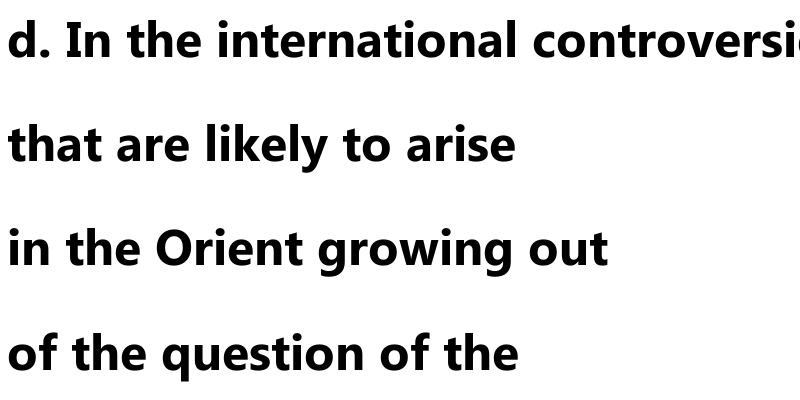 d. In the international controversi
that are likely to arise
in the Orient growing out
of the question of the